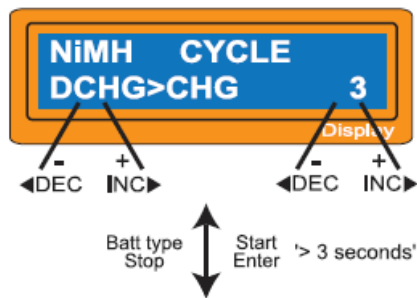 NiMH CYCLE
DCHG>CHG 3
Display
- + - +
◀DEC INC▶ ◀DEC INC▶
Batt type Start '> 3 seconds'
Stop Enter